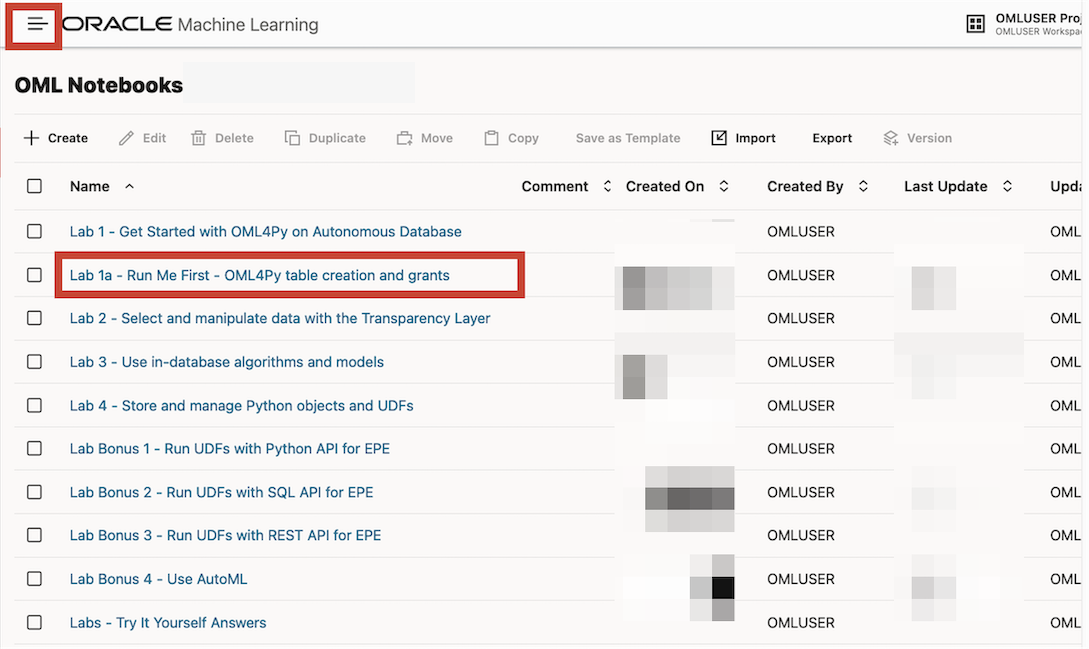 ORACLE Machine Learning
OMLUSER Proj
OMLUSER Workspac
OML Notebooks
Create Edit Delete Duplicate Move Copy Save as Template Import Export Version
Name Comment Created On Created By Last Update Upda
Lab 1 - Get Started with OML4Py on Autonomous Database OMLUSER OML
Lab 1a - Run Me First - OML4Py table creation and grants OMLUSER OML
Lab 2 - Select and manipulate data with the Transparency Layer OMLUSER OML
Lab 3 - Use in-database algorithms and models OMLUSER OML
Lab 4 - Store and manage Python objects and UDFs OMLUSER OML
Lab Bonus 1 - Run UDFs with Python API for EPE OMLUSER OML
Lab Bonus 2 - Run UDFs with SQL API for EPE OMLUSER OML
Lab Bonus 3 - Run UDFs with REST API for EPE OMLUSER OML
Lab Bonus 4 - Use AutoML OMLUSER OML
Labs - Try It Yourself Answers OMLUSER OML